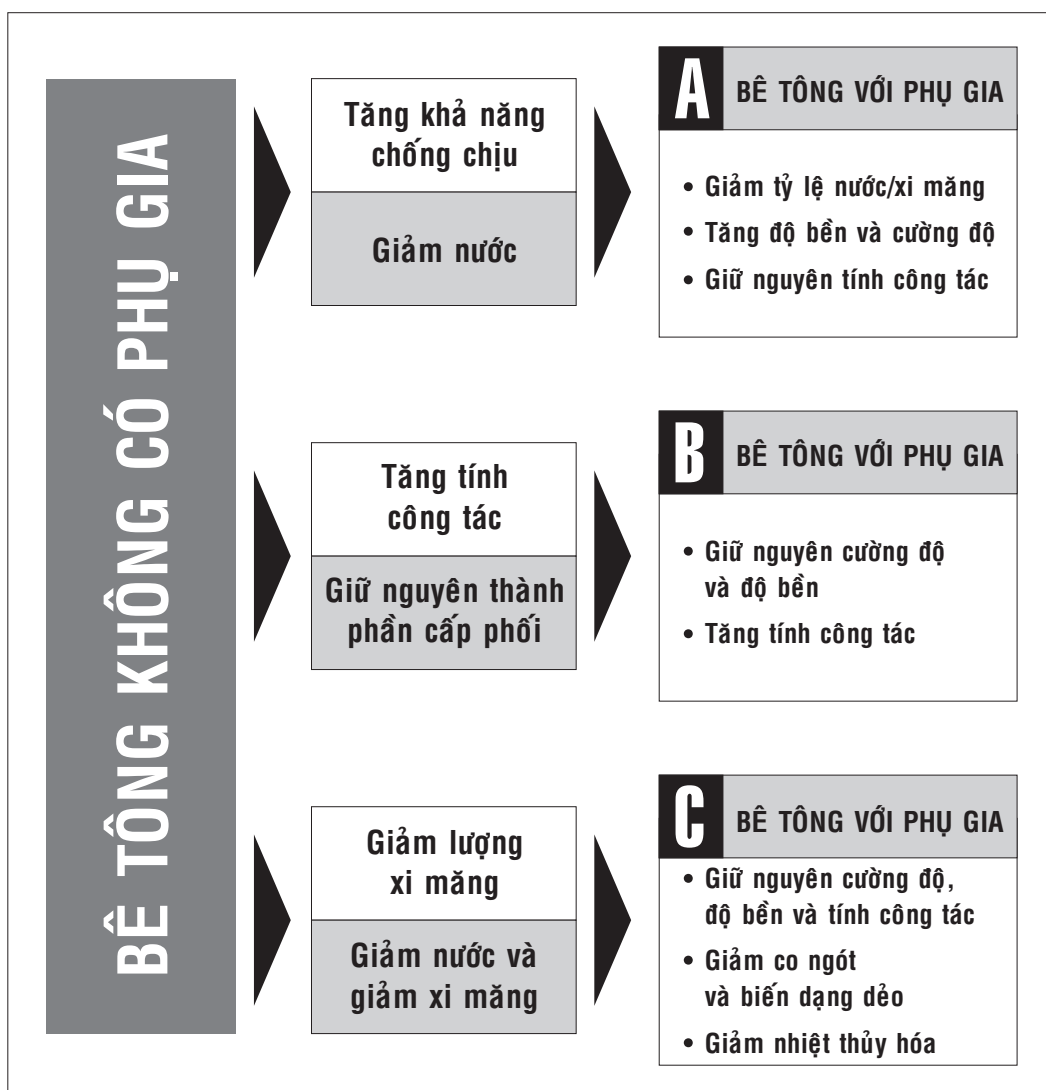 BÊ TÔNG KHÔNG CÓ PHỤ GIA
Tăng khả năng
chống chịu
Giảm nước
A BÊ TÔNG VỚI PHỤ GIA
• Giảm tỷ lệ nước/xi măng
• Tăng độ bền và cường độ
• Giữ nguyên tính công tác
Tăng tính
công tác
Giữ nguyên thành
phần cấp phối
B BÊ TÔNG VỚI PHỤ GIA
• Giữ nguyên cường độ
và độ bền
• Tăng tính công tác
Giảm lượng
xi măng
Giảm nước và
giảm xi măng
C BÊ TÔNG VỚI PHỤ GIA
• Giữ nguyên cường độ,
độ bền và tính công tác
• Giảm co ngót
và biến dạng dẻo
• Giảm nhiệt thủy hóa